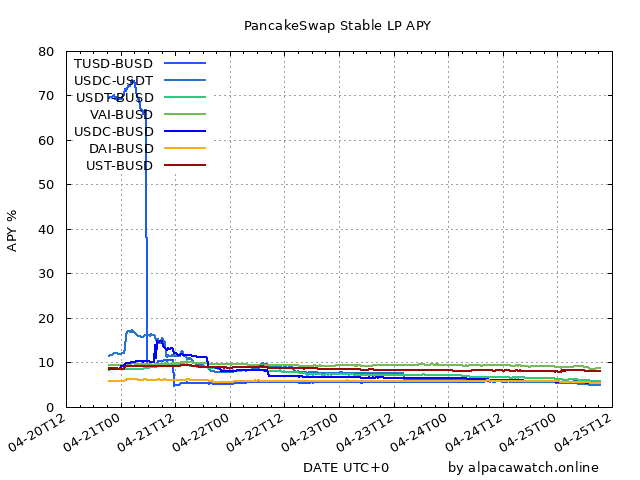 PancakeSwap Stable LP APY
80
70
60
50
40
30
20
10
0
APY %
TUSD-BUSD
USDC-USDT
USDT-BUSD
VAI-BUSD
USDC-BUSD
DAI-BUSD
UST-BUSD
04-20T12
04-21T00
04-21T12
04-22T00
04-22T12
04-23T00
04-23T12
04-24T00
04-24T12
04-25T00
04-25T12
DATE UTC+0
by alpacawatch.online